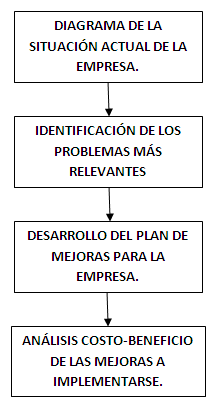 DIAGRAMA DE LA
SITUACIÓN ACTUAL DE LA
EMPRESA.
IDENTIFICACIÓN DE LOS
PROBLEMAS MÁS
RELEVANTES
DESARROLLO DEL PLAN DE
MEJORAS PARA LA
EMPRESA.
ANÁLISIS COSTO-BENEFICIO
DE LAS MEJORAS A
IMPLEMENTARSE.